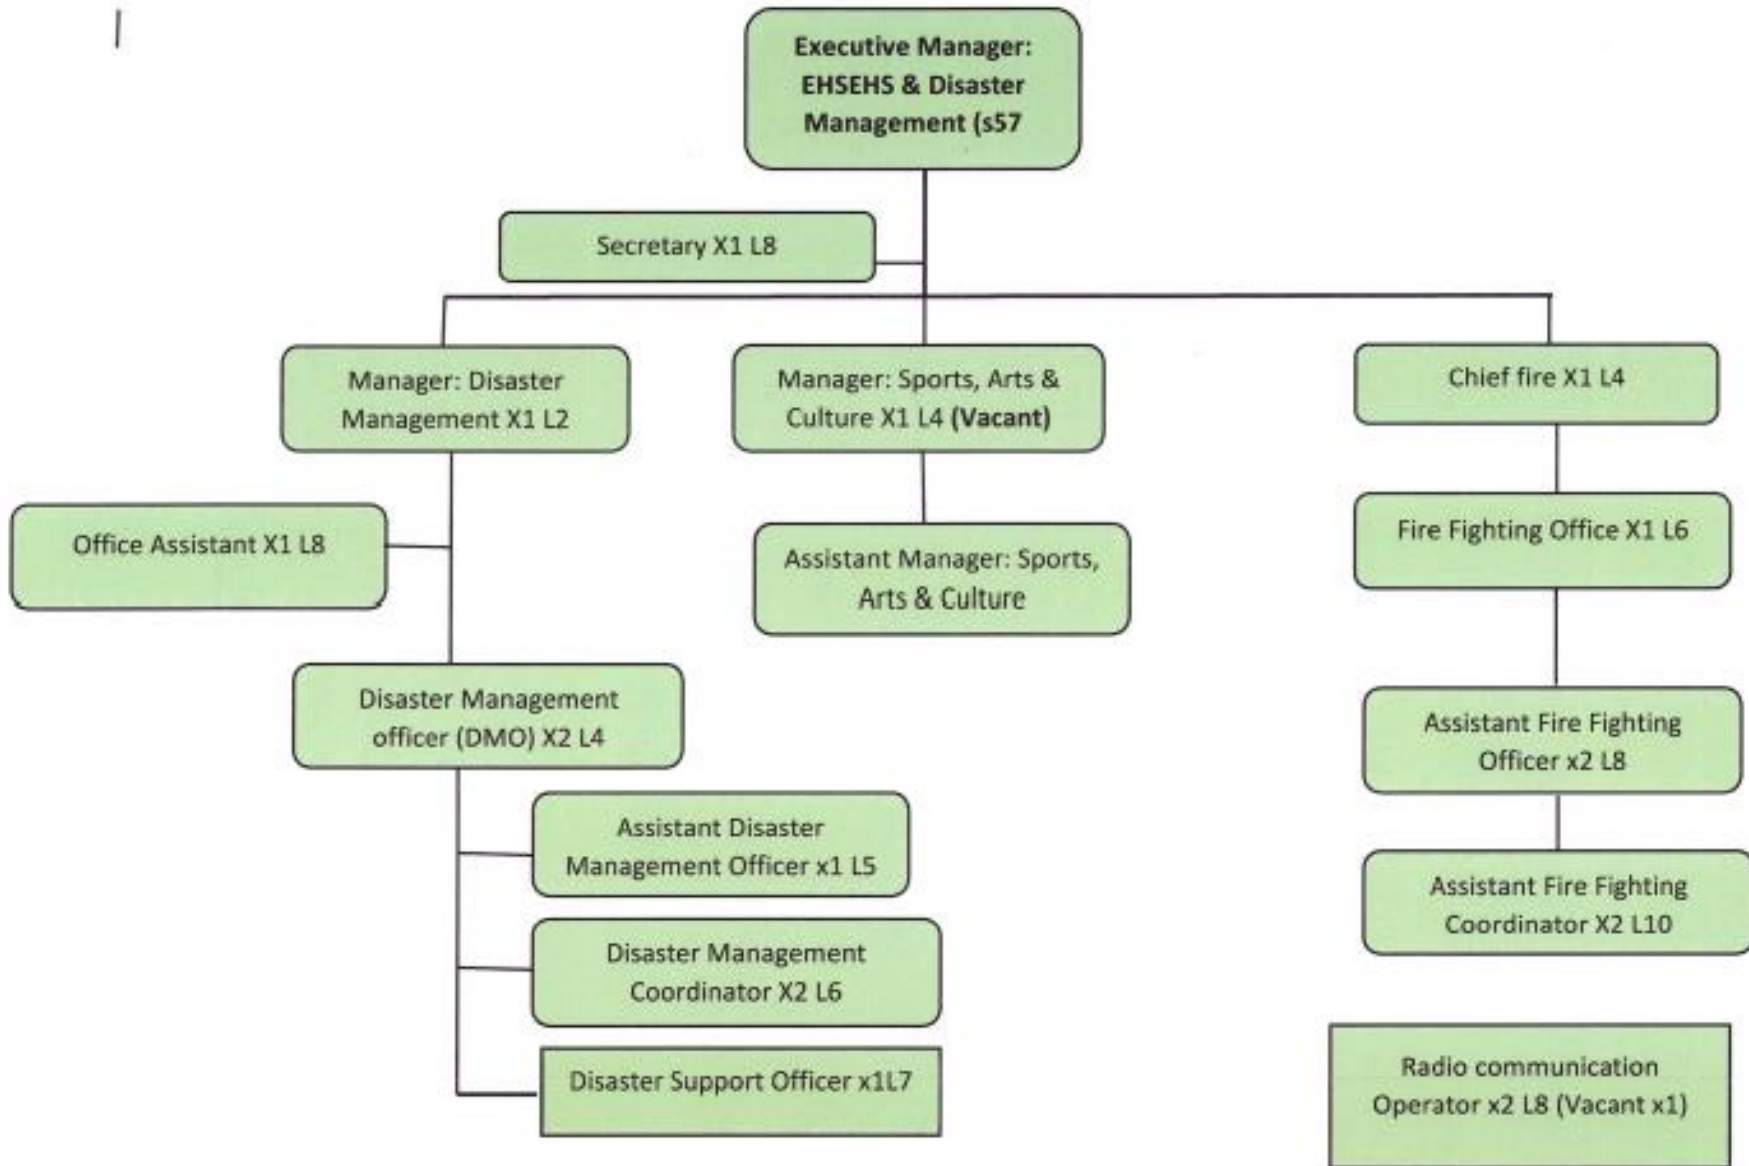 Executive Manager:
EHSEHS & Disaster
Management (s57
Secretary X1 L8
Manager: Disaster
Management X1 L2
Manager: Sports, Arts &
Culture X1 L4 (Vacant)
Chief fire X1 L4
Office Assistant X1 L8
Assistant Manager: Sports,
Arts & Culture
Fire Fighting Office X1 L6
Disaster Management
officer (DMO) X2 L4
Assistant Fire Fighting
Officer x2 L8
Assistant Disaster
Management Officer x1 L5
Assistant Fire Fighting
Coordinator X2 L10
Disaster Management
Coordinator X2 L6
Disaster Support Officer x1L7
Radio communication
Operator x2 L8 (Vacant x1)